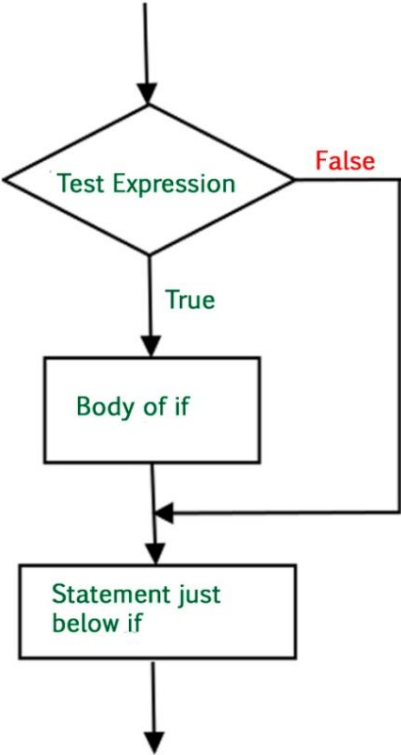 Test Expression
False
True
Body of if
Statement just
below if